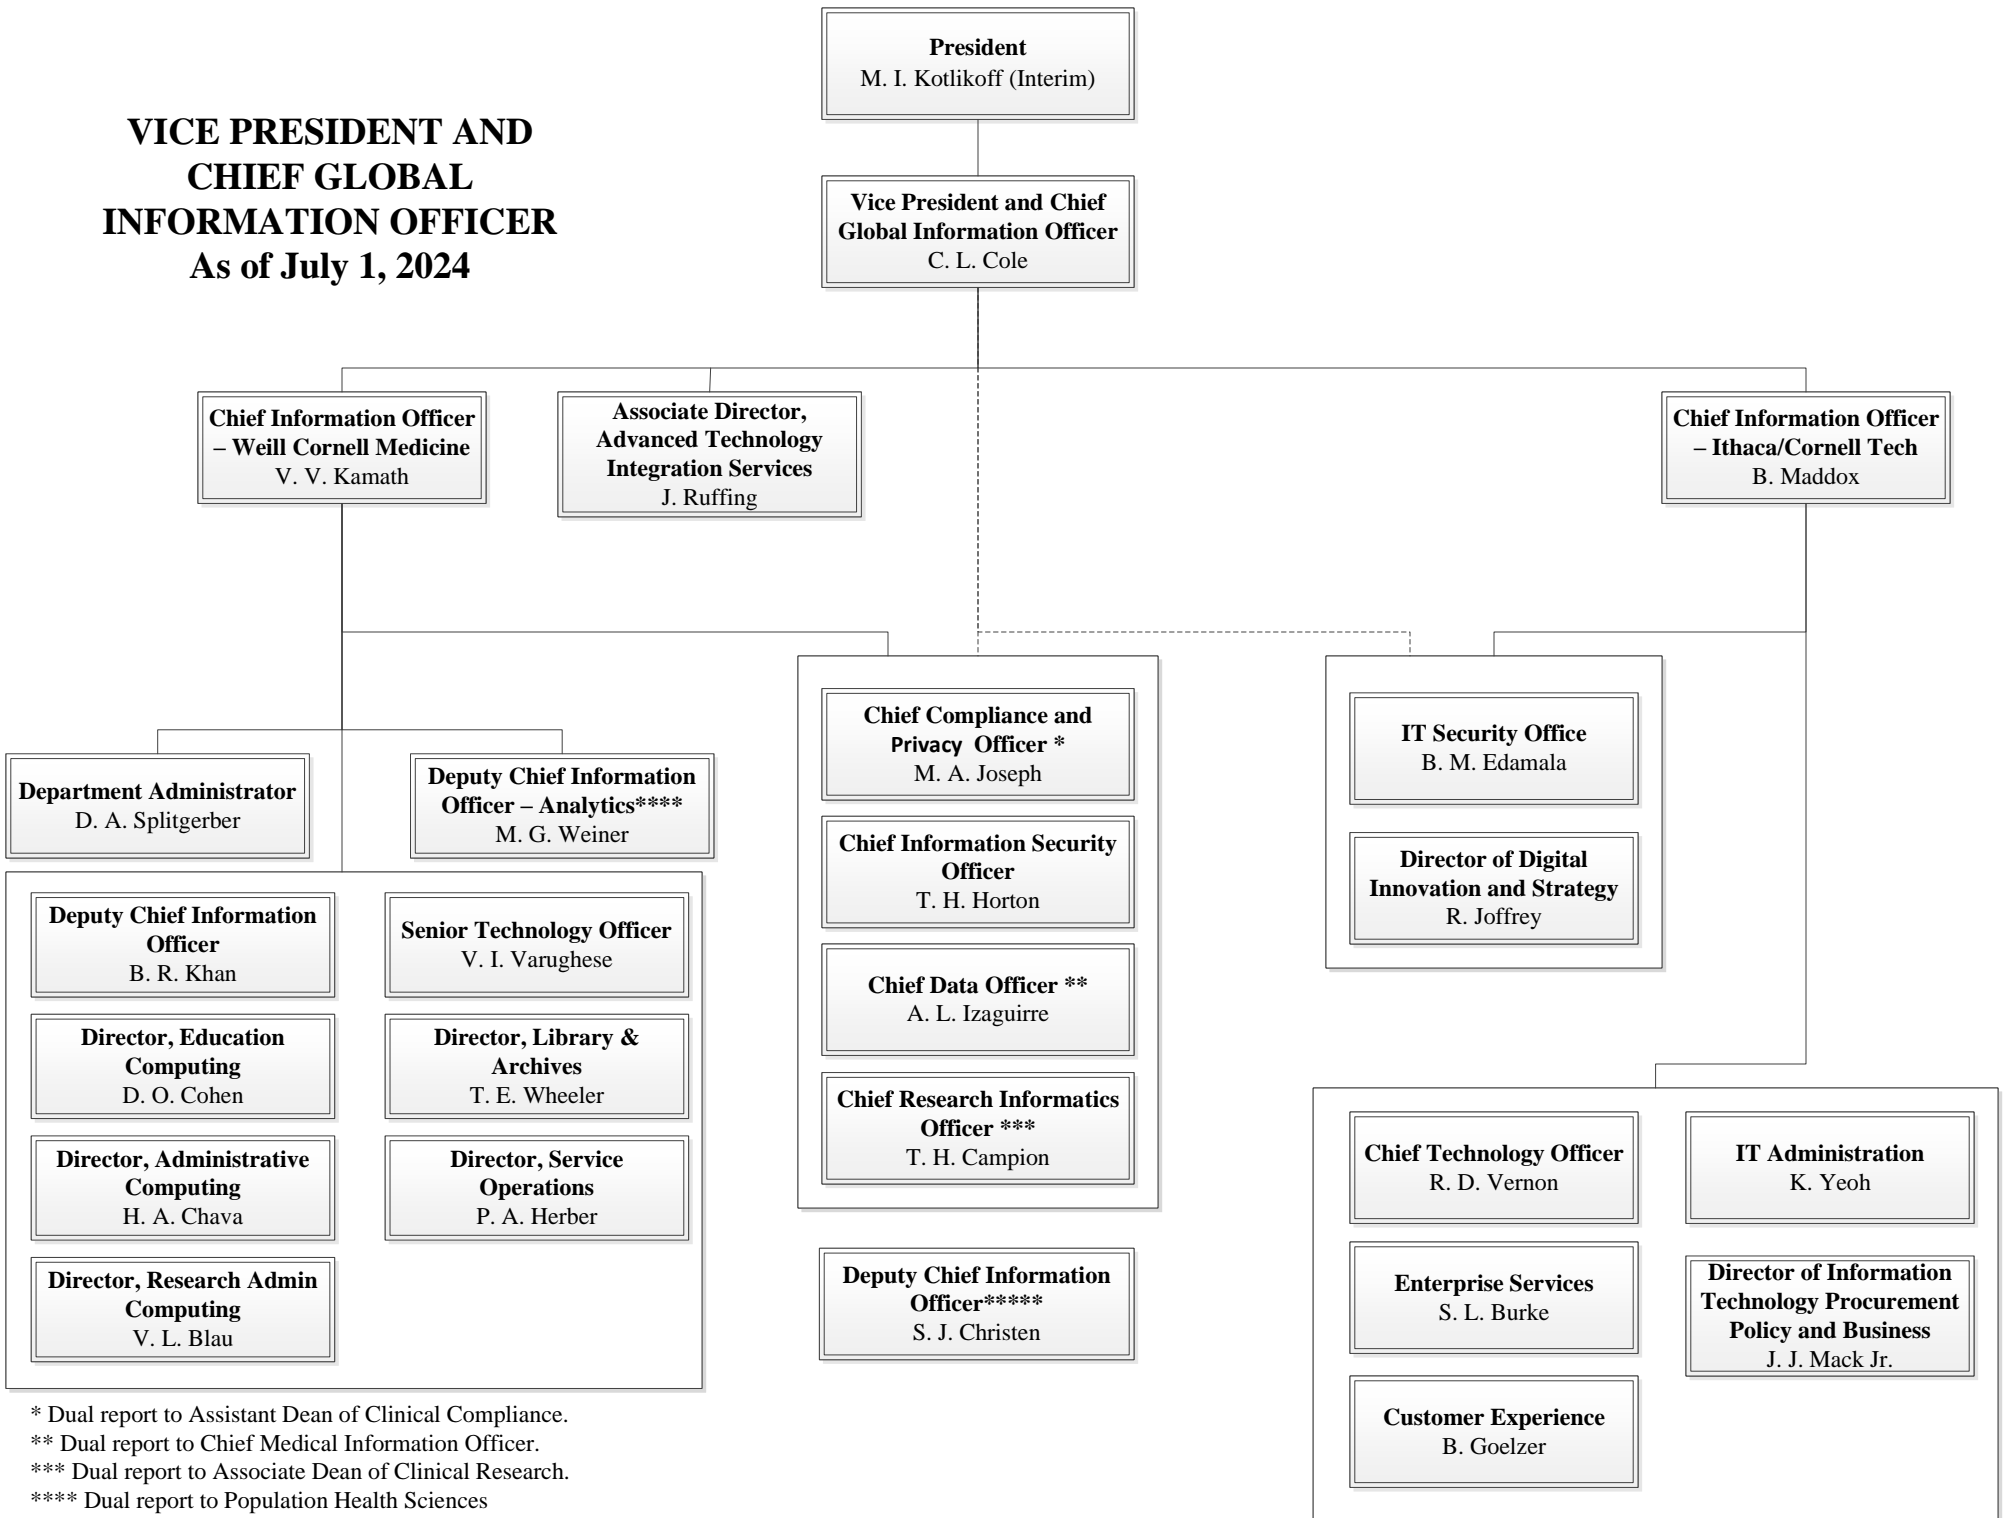 VICE PRESIDENT AND
CHIEF GLOBAL
INFORMATION OFFICER
As of July 1, 2024
President
M. I. Kotlikoff (Interim)
Vice President and Chief
Global Information Officer
C. L. Cole
Chief Information Officer
– Weill Cornell Medicine
V. V. Kamath
Associate Director,
Advanced Technology
Integration Services
J. Ruffing
Chief Information Officer
– Ithaca/Cornell Tech
B. Maddox
Department Administrator
D. A. Splitgerber
Deputy Chief Information
Officer – Analytics****
M. G. Weiner
Deputy Chief Information
Officer
B. R. Khan
Senior Technology Officer
V. I. Varughese
Director, Education
Computing
D. O. Cohen
Director, Library &
Archives
T. E. Wheeler
Director, Administrative
Computing
H. A. Chava
Director, Service
Operations
P. A. Herber
Director, Research Admin
Computing
V. L. Blau
Chief Compliance and
Privacy Officer *
M. A. Joseph
Chief Information Security
Officer
T. H. Horton
Chief Data Officer **
A. L. Izaguirre
Chief Research Informatics
Officer ***
T. H. Campion
Deputy Chief Information
Officer*****
S. J. Christen
IT Security Office
B. M. Edamala
Director of Digital
Innovation and Strategy
R. Joffrey
Chief Technology Officer
R. D. Vernon
IT Administration
K. Yeoh
Enterprise Services
S. L. Burke
Director of Information
Technology Procurement
Policy and Business
J. J. Mack Jr.
Customer Experience
B. Goelzer
* Dual report to Assistant Dean of Clinical Compliance.
** Dual report to Chief Medical Information Officer.
*** Dual report to Associate Dean of Clinical Research.
**** Dual report to Population Health Sciences